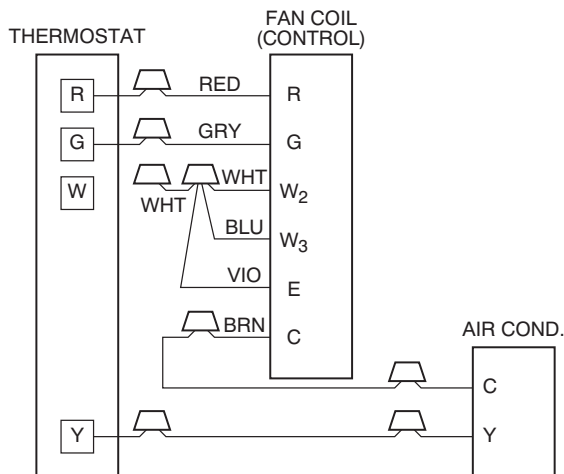 FAN COIL
(CONTROL)
THERMOSTAT
R RED R
G GRY G
W WHT W₂
WHT
BLU W₃
VIO E
BRN C
AIR COND.
C
Y Y